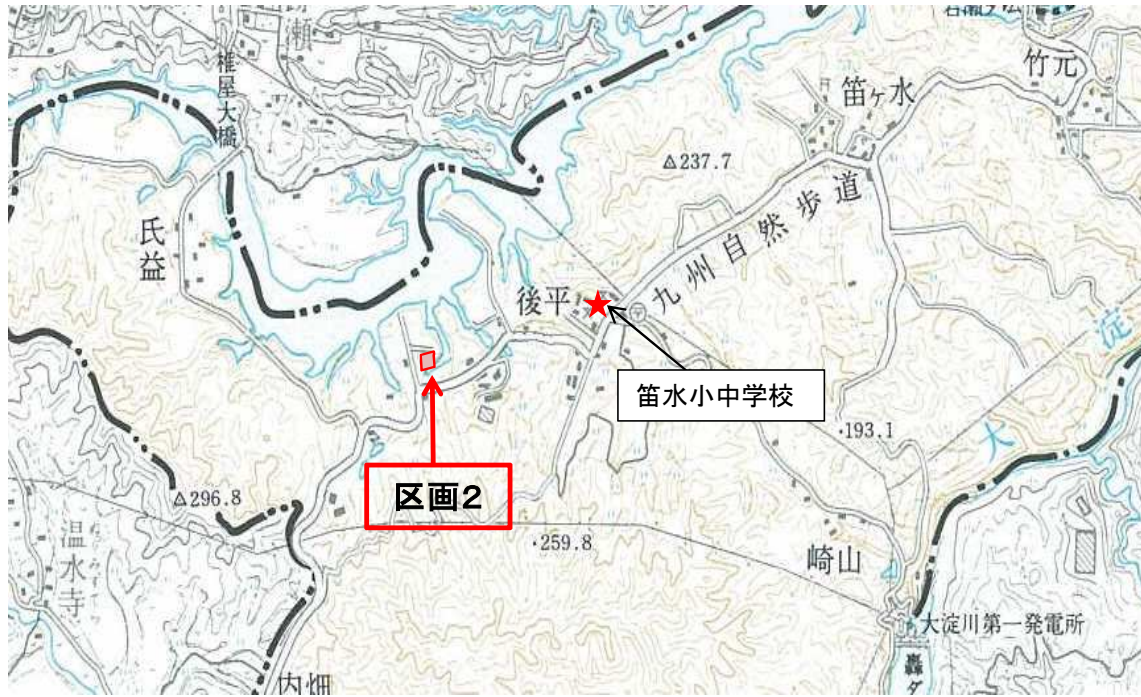 竹元
笛ヶ水
椎屋大橋
△237.7
氏益
九州自然歩道
後平
大淀
笛水小中学校
·193.1
区画2
△296.8
温水寺
·259.8
崎山
大淀川第一発電所
内畑